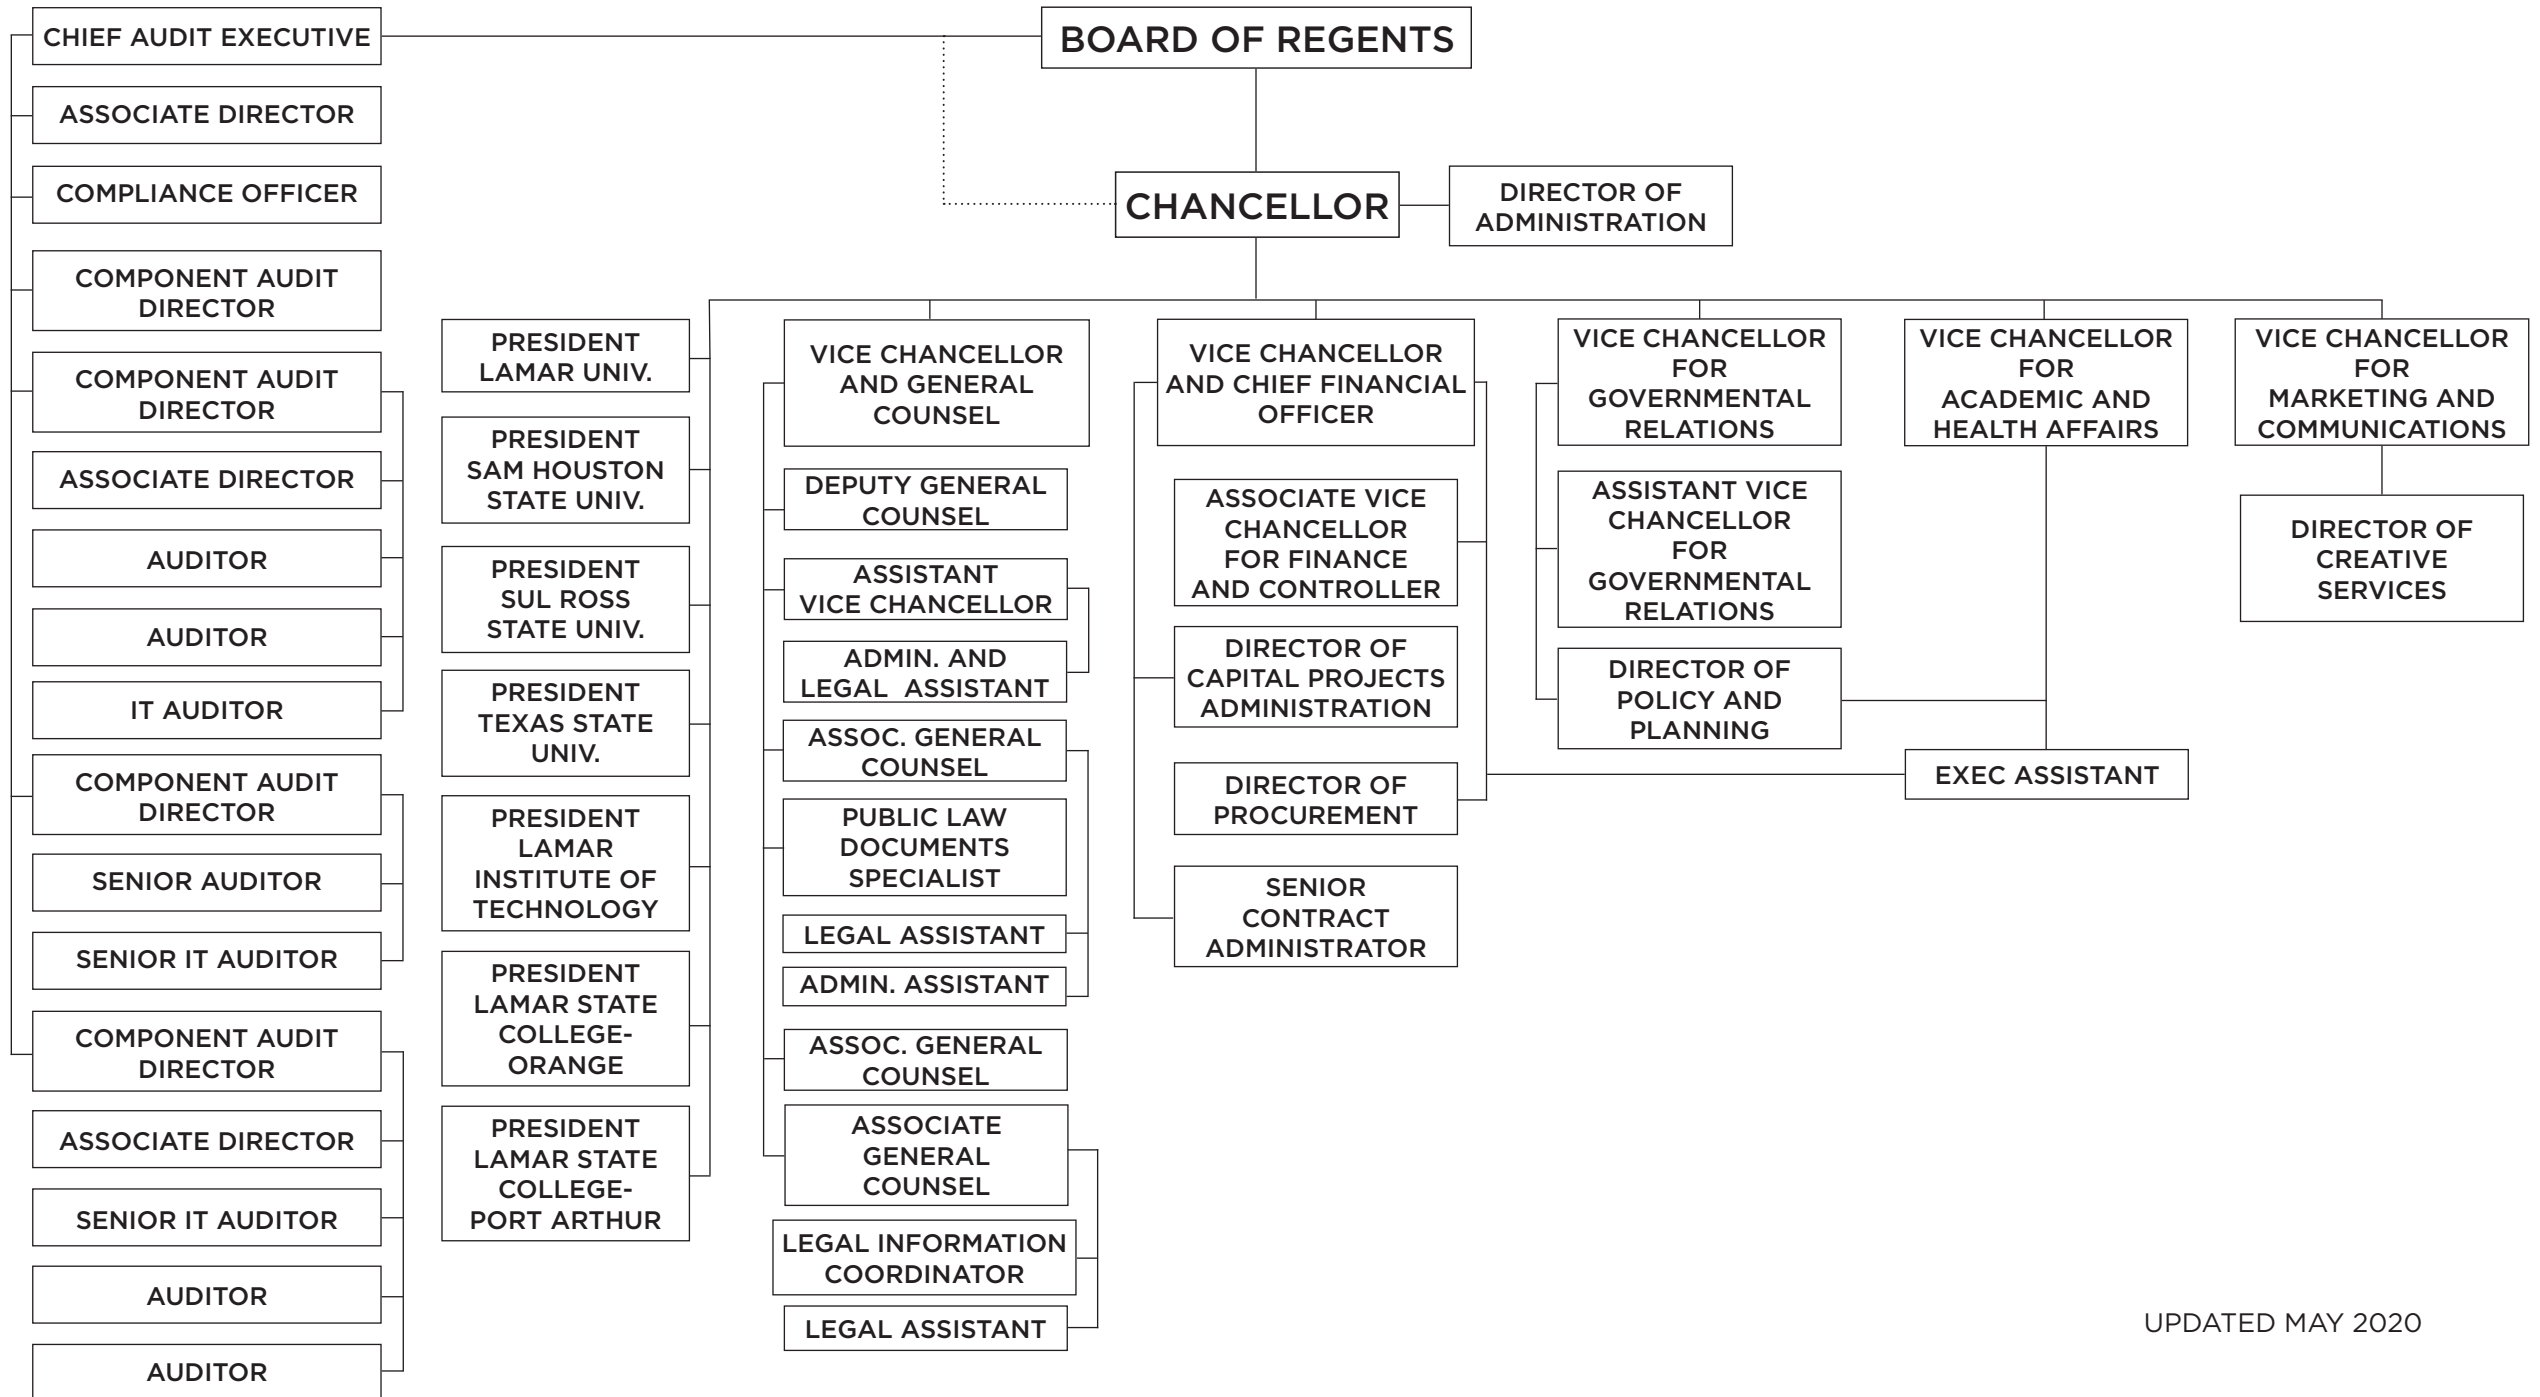 CHIEF AUDIT EXECUTIVE
ASSOCIATE DIRECTOR
COMPLIANCE OFFICER
COMPONENT AUDIT
DIRECTOR
COMPONENT AUDIT
DIRECTOR
ASSOCIATE DIRECTOR
AUDITOR
AUDITOR
IT AUDITOR
COMPONENT AUDIT
DIRECTOR
SENIOR AUDITOR
SENIOR IT AUDITOR
COMPONENT AUDIT
DIRECTOR
ASSOCIATE DIRECTOR
SENIOR IT AUDITOR
AUDITOR
AUDITOR
BOARD OF REGENTS
CHANCELLOR
DIRECTOR OF
ADMINISTRATION
PRESIDENT
LAMAR UNIV.
PRESIDENT
SAM HOUSTON
STATE UNIV.
PRESIDENT
SUL ROSS
STATE UNIV.
PRESIDENT
TEXAS STATE
UNIV.
PRESIDENT
LAMAR
INSTITUTE OF
TECHNOLOGY
PRESIDENT
LAMAR STATE
COLLEGE-
ORANGE
PRESIDENT
LAMAR STATE
COLLEGE-
PORT ARTHUR
VICE CHANCELLOR
AND GENERAL
COUNSEL
DEPUTY GENERAL
COUNSEL
ASSISTANT
VICE CHANCELLOR
ADMIN. AND
LEGAL ASSISTANT
ASSOC. GENERAL
COUNSEL
PUBLIC LAW
DOCUMENTS
SPECIALIST
LEGAL ASSISTANT
ADMIN. ASSISTANT
ASSOC. GENERAL
COUNSEL
ASSOCIATE
GENERAL
COUNSEL
LEGAL INFORMATION
COORDINATOR
LEGAL ASSISTANT
VICE CHANCELLOR
AND CHIEF FINANCIAL
OFFICER
ASSOCIATE VICE
CHANCELLOR
FOR FINANCE
AND CONTROLLER
DIRECTOR OF
CAPITAL PROJECTS
ADMINISTRATION
DIRECTOR OF
PROCUREMENT
SENIOR
CONTRACT
ADMINISTRATOR
VICE CHANCELLOR
FOR
GOVERNMENTAL
RELATIONS
ASSISTANT VICE
CHANCELLOR
FOR
GOVERNMENTAL
RELATIONS
DIRECTOR OF
POLICY AND
PLANNING
VICE CHANCELLOR
FOR
ACADEMIC AND
HEALTH AFFAIRS
EXEC ASSISTANT
VICE CHANCELLOR
FOR
MARKETING AND
COMMUNICATIONS
DIRECTOR OF
CREATIVE
SERVICES
UPDATED MAY 2020